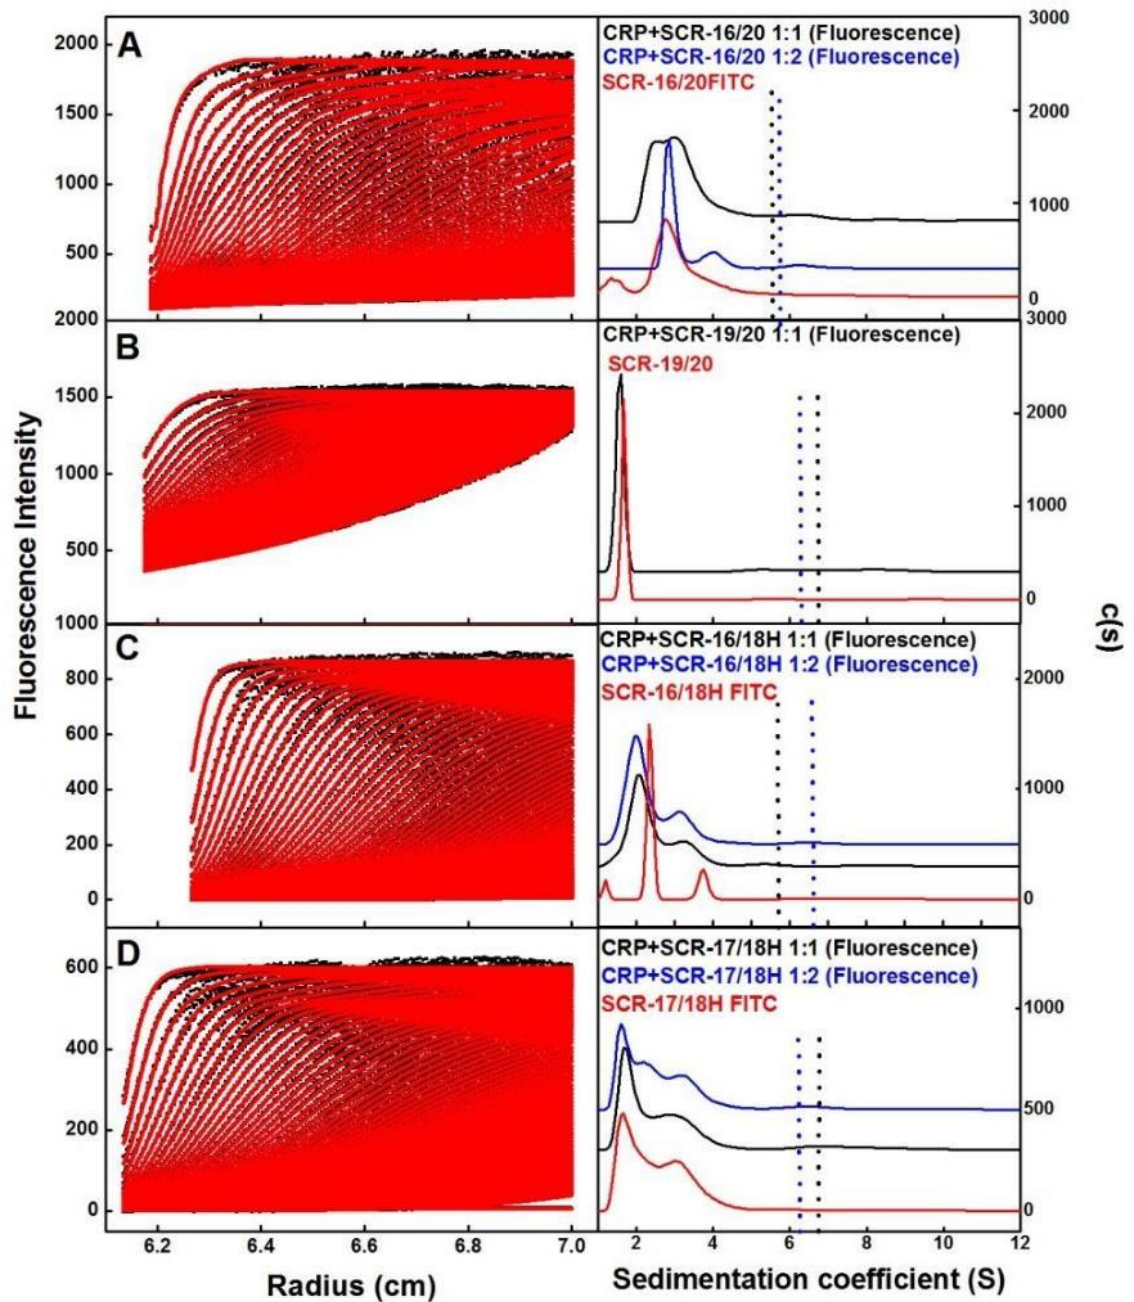 A
CRP+SCR-16/20 1:1 (Fluorescence)
CRP+SCR-16/20 1:2 (Fluorescence)
SCR-16/20FITC
2000
1500
1000
500
2000
3000
2000
1000
0
3000
B
CRP+SCR-19/20 1:1 (Fluorescence)
SCR-19/20
1500
1000
500
1000
2000
1000
0
C
CRP+SCR-16/18H 1:1 (Fluorescence)
CRP+SCR-16/18H 1:2 (Fluorescence)
SCR-16/18H FITC
800
600
400
200
0
2000
1000
0
D
CRP+SCR-17/18H 1:1 (Fluorescence)
CRP+SCR-17/18H 1:2 (Fluorescence)
SCR-17/18H FITC
600
400
200
0
1000
500
0
Fluorescence Intensity
c(s)
6.2 6.4 6.6 6.8 7.0
2 4 6 8 10 12
Radius (cm)
Sedimentation coefficient (S)